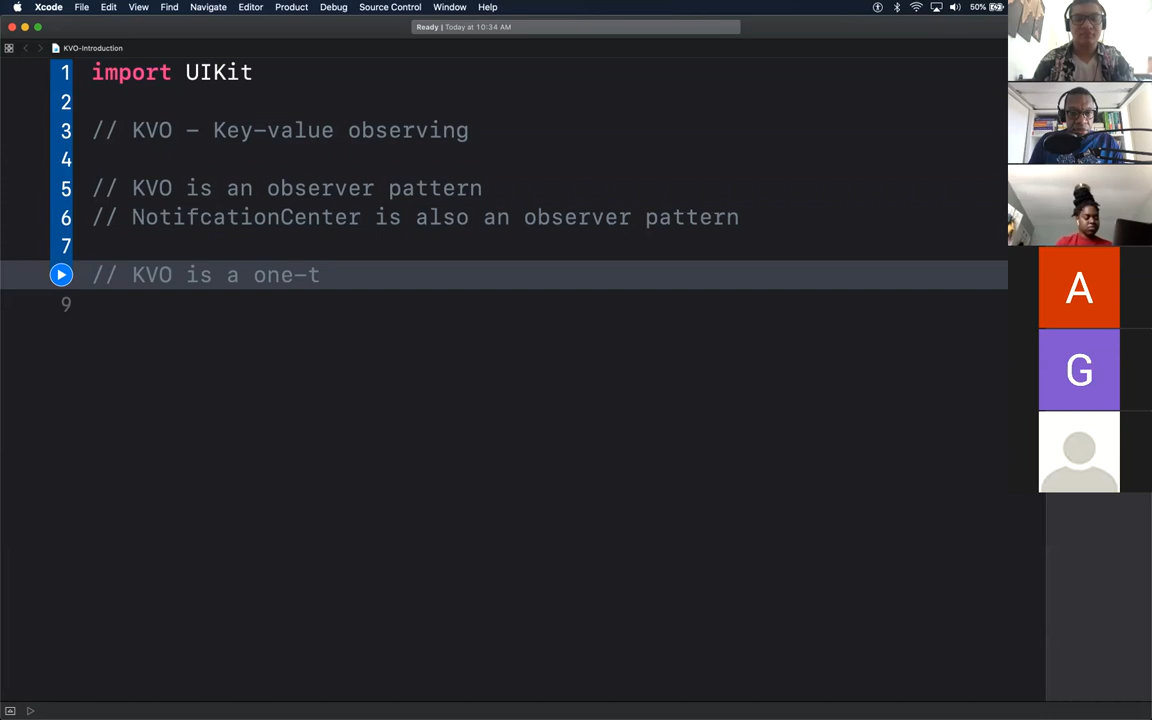 Xcode File Edit View Find Navigate Editor Product Debug Source Control Window Help 50%
Ready | Today at 10:34 AM
KVO-Introduction
1 import UIKit
2
3 // KVO - Key-value observing
4
5 // KVO is an observer pattern
6 // NotifcationCenter is also an observer pattern
7
// KVO is a one-t
9
A
G